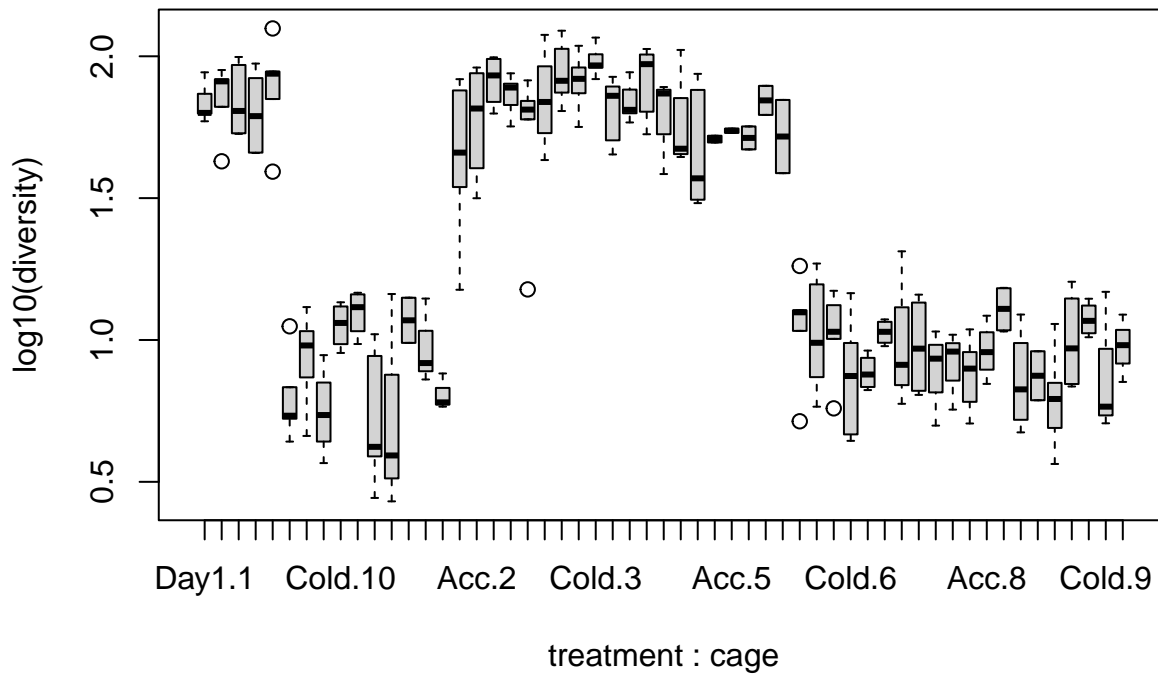 log10(diversity)
2.0
1.5
1.0
0.5
Day1.1 Cold.10 Acc.2 Cold.3 Acc.5 Cold.6 Acc.8 Cold.9
treatment : cage